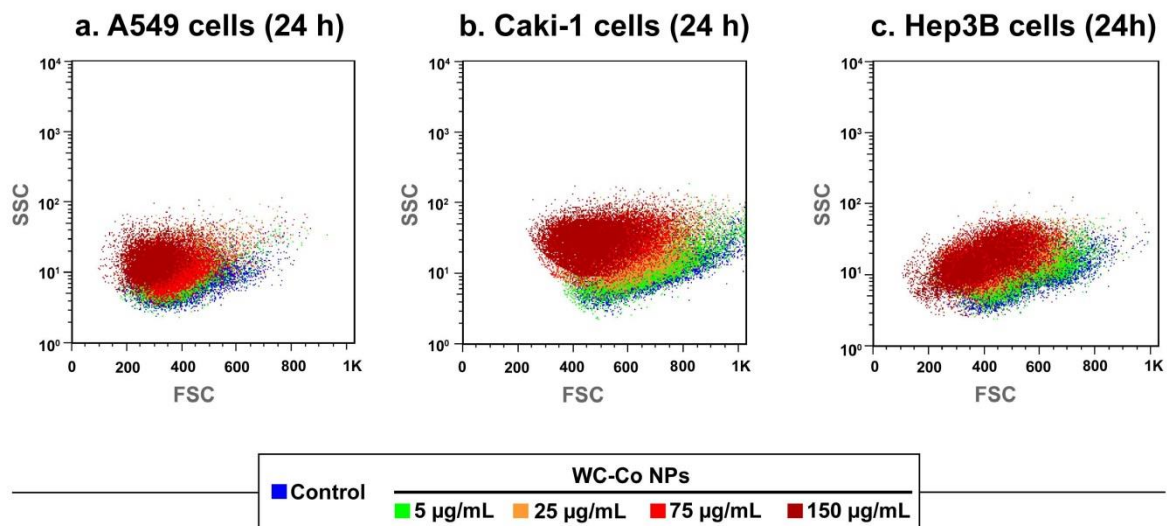 a. A549 cells (24 h)
b. Caki-1 cells (24 h)
c. Hep3B cells (24h)
10⁴
10³
10²
10¹
10⁰
SSC
0
200
400
600
800
1K
FSC
10⁴
10³
10²
10¹
10⁰
SSC
0
200
400
600
800
1K
FSC
10⁴
10³
10²
10¹
10⁰
SSC
0
200
400
600
800
1K
FSC
Control
WC-Co NPs
5 µg/mL
25 µg/mL
75 µg/mL
150 µg/mL